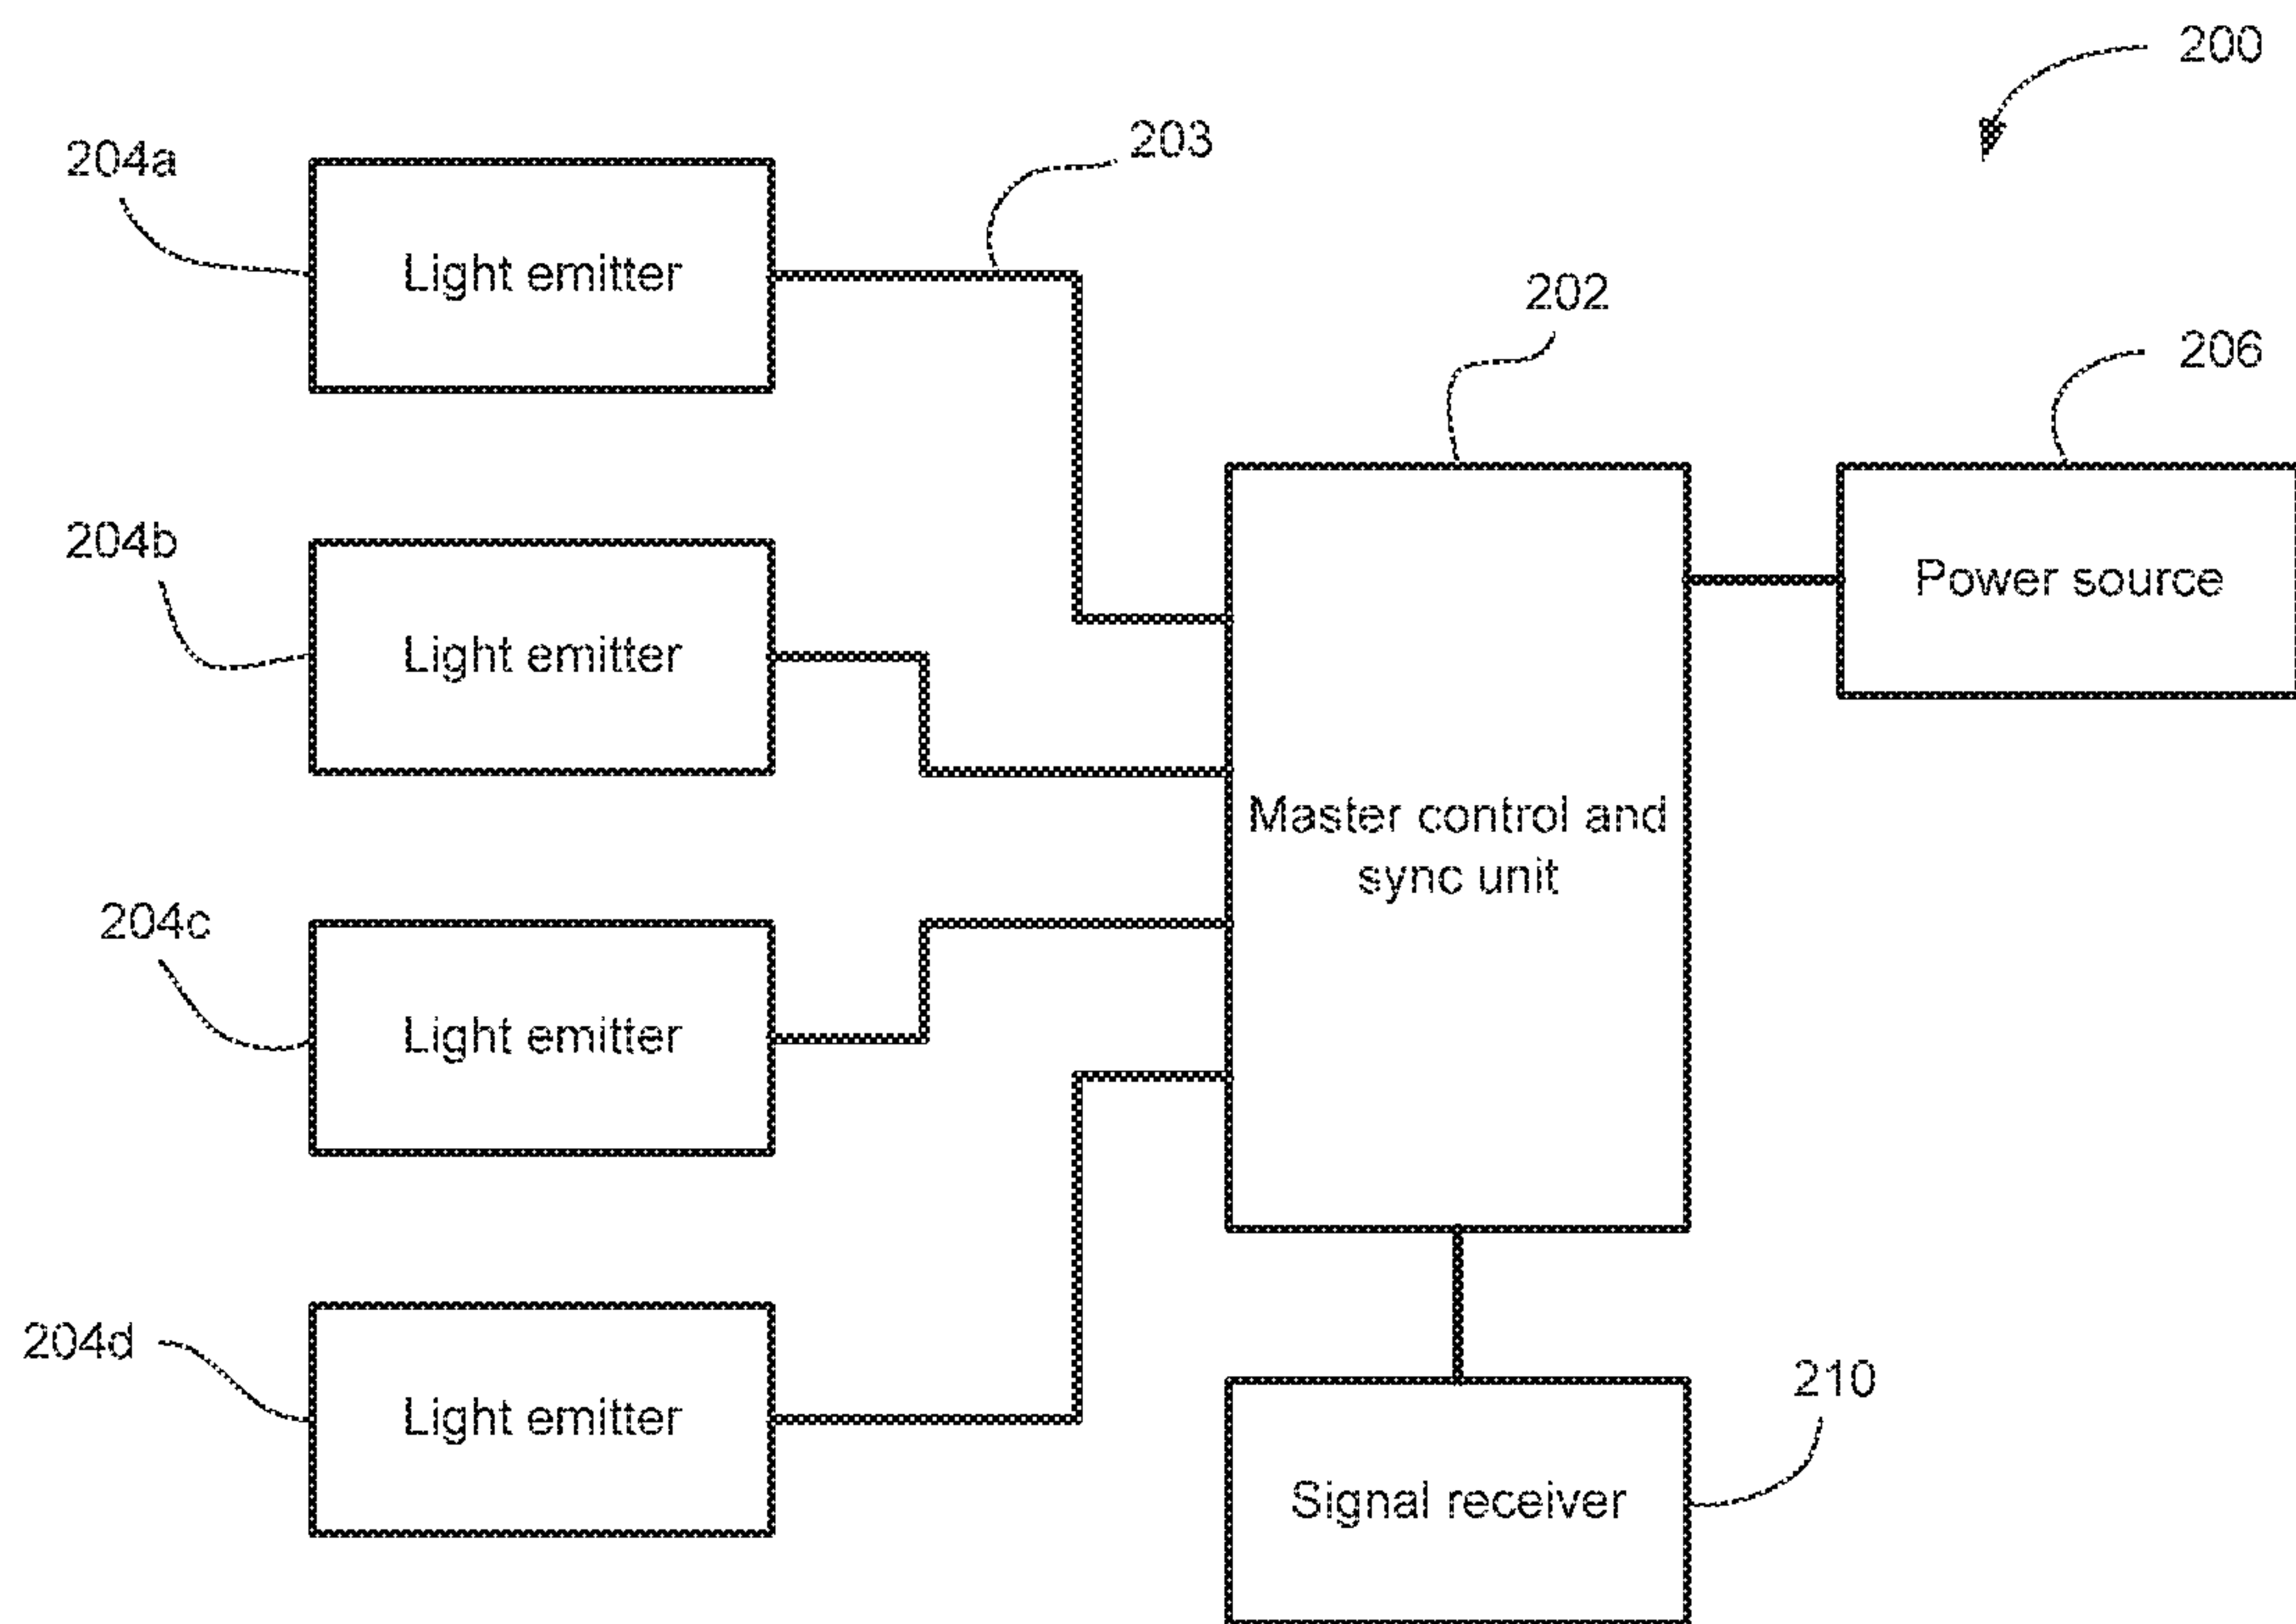 200
203
204a
Light emitter
202
206
204b
Light emitter
Power source
Master control and
sync unit
204c
Light emitter
204d
Light emitter
210
Signal receiver